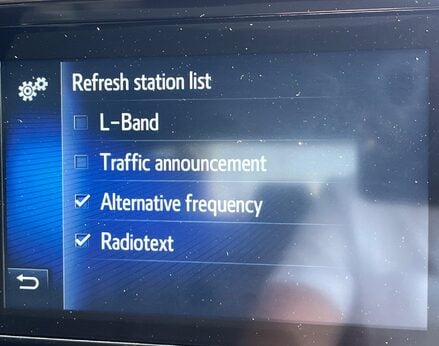 Refresh station list
L-Band
Traffic announcement
Alternative frequency
Radiotext